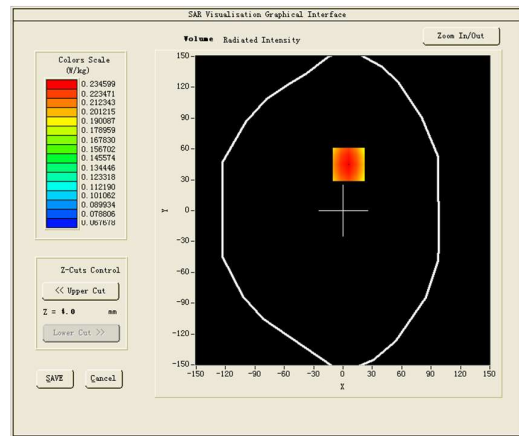 SAR Visualisation Graphical Interface
Volume Radiated Intensity
Zoom In/Out
Colors Scale
(W/kg)
0.234599
0.223471
0.212343
0.201215
0.190087
0.178959
0.167830
0.156702
0.145574
0.134446
0.123318
0.112190
0.101062
0.089934
0.078806
0.067678
Z-Cuts Control
<< Upper Cut
Z = 4.0 mm
Lower Cut >>
SAVE
Cancel
150
120
90
60
30
0
-30
-60
-90
-120
-150
Y
-150 -120 -90 -60 -30 0 30 60 90 120 150
X